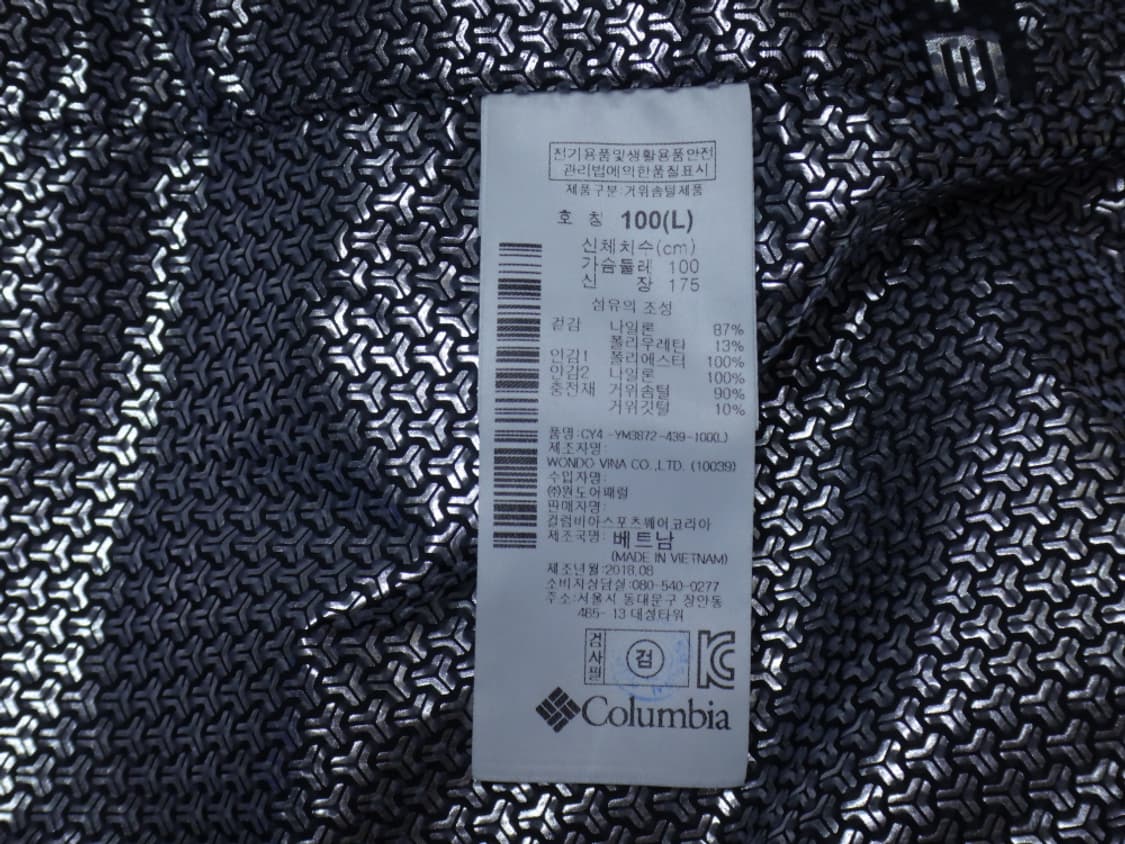 전기용품및생활용품안전
관리법에의한품질표시
제품구분:거위솜털제품
호 칭 100(L)
신체치수(cm)
가슴둘레 100
신 장 175
섬유의 조성
겉감 나일론 87%
폴리우레탄 13%
안감1 폴리에스터 100%
안감2 나일론 100%
충전재 거위솜털 90%
거위깃털 10%
품명:CY4 -YM3872-439-100(L)
제조자명:
WONDO VINA CO.,LTD. (10039)
수입자명:
㈜원도어패럴
판매자명:
컬럼비아스포츠웨어코리아
제조국명: 베트남
(MADE IN VIETNAM)
제조년월:2018.08
소비자상담실:080-540-0277
주소:서울시 동대문구 장안동
465- 13 대성타워
검사필
검
KC
Columbia